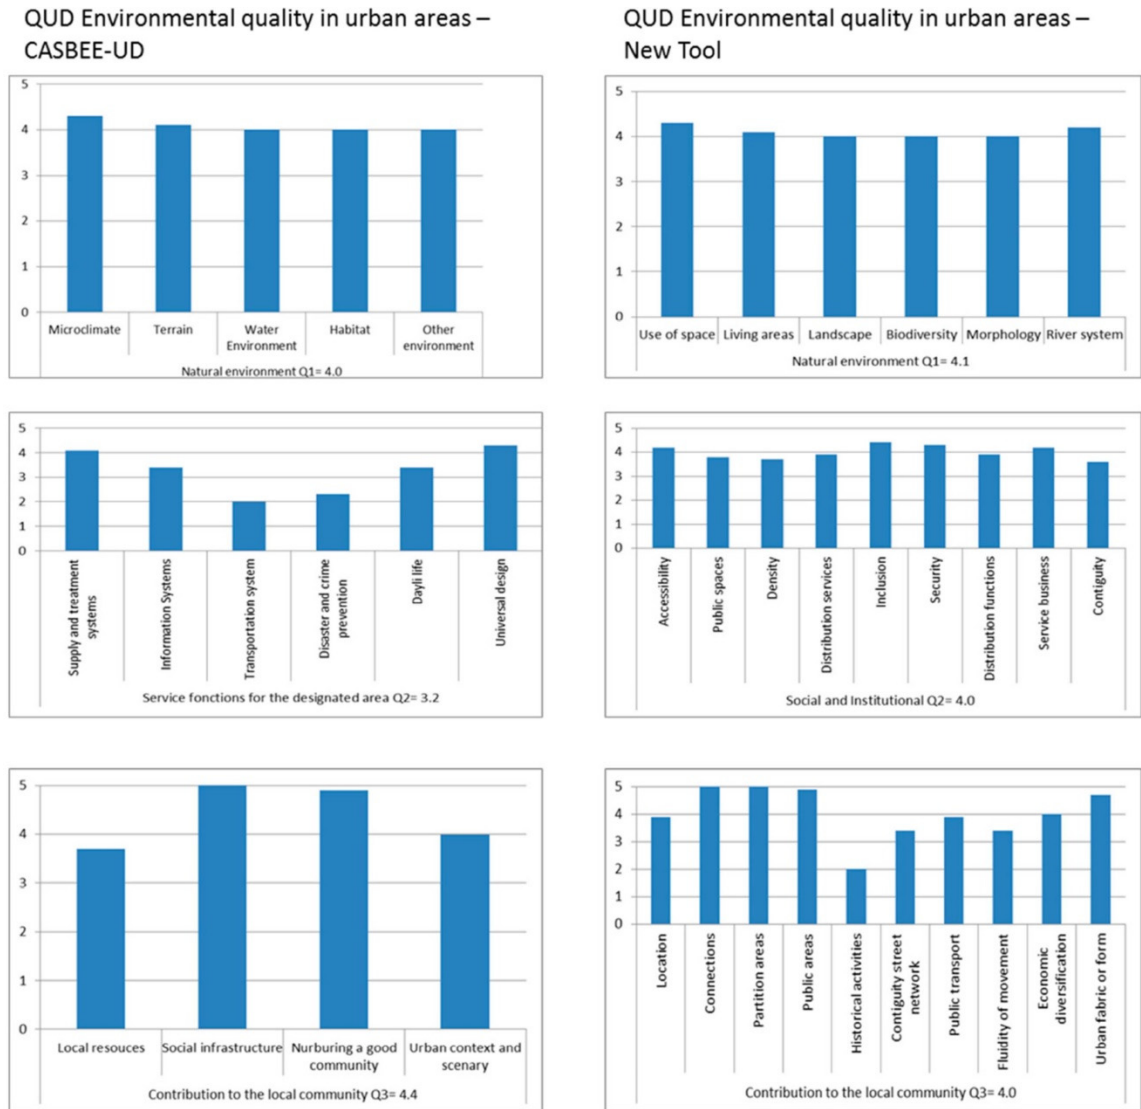 QUD Environmental quality in urban areas –
CASBEE-UD
5
4
3
2
1
0
Microclimate
Terrain
Water
Environment
Habitat
Other
environment
Natural environment Q1= 4.0
5
4
3
2
1
0
Supply and treatment
systems
Information Systems
Transportation system
Disaster and crime
prevention
Dayli life
Universal design
Service fonctions for the designated area Q2= 3.2
5
4
3
2
1
0
Local resouces
Social infrastructure
Nurburing a good
community
Urban context and
scenary
Contribution to the local community Q3= 4.4
QUD Environmental quality in urban areas –
New Tool
5
4
3
2
1
0
Use of space
Living areas
Landscape
Biodiversity
Morphology
River system
Natural environment Q1= 4.1
5
4
3
2
1
0
Accessibility
Public spaces
Density
Distribution services
Inclusion
Security
Distribution functions
Service business
Contiguity
Social and Institutional Q2= 4.0
5
4
3
2
1
0
Location
Connections
Partition areas
Public areas
Historical activities
Contiguity street
network
Public transport
Fluidity of movement
Economic
diversification
Urban fabric or form
Contribution to the local community Q3= 4.0